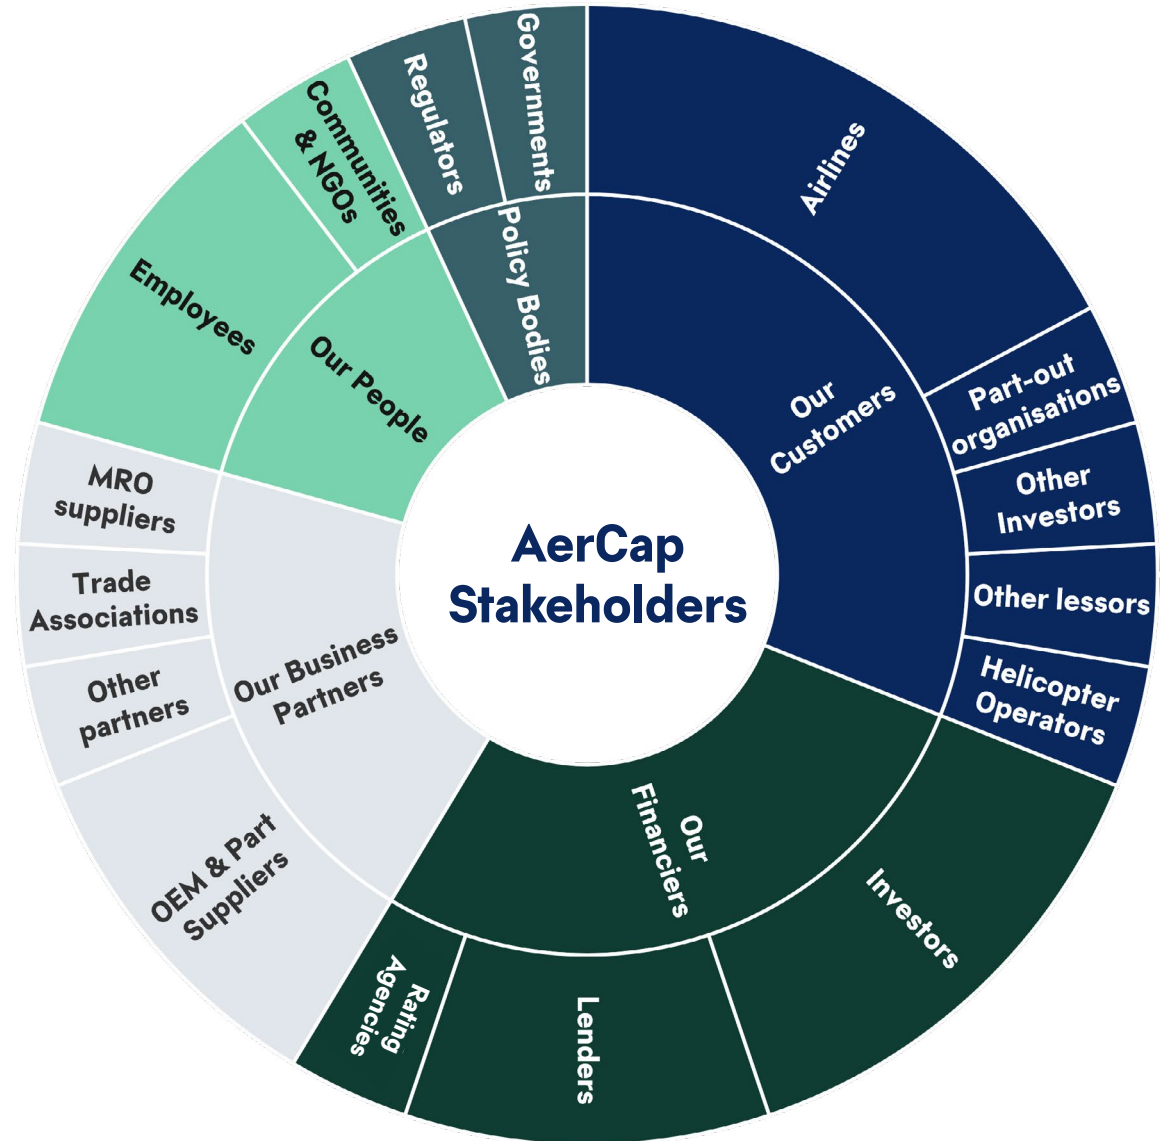 AerCap
Stakeholders
Our
Customers
Airlines
Part-out
organisations
Other
Investors
Other lessors
Helicopter
Operators
Our
Financiers
Investors
Lenders
Rating
Agencies
Our Business
Partners
OEM & Part
Suppliers
Other
partners
Trade
Associations
MRO
suppliers
Our People
Employees
Communities
& NGOs
Policy Bodies
Regulators
Governments